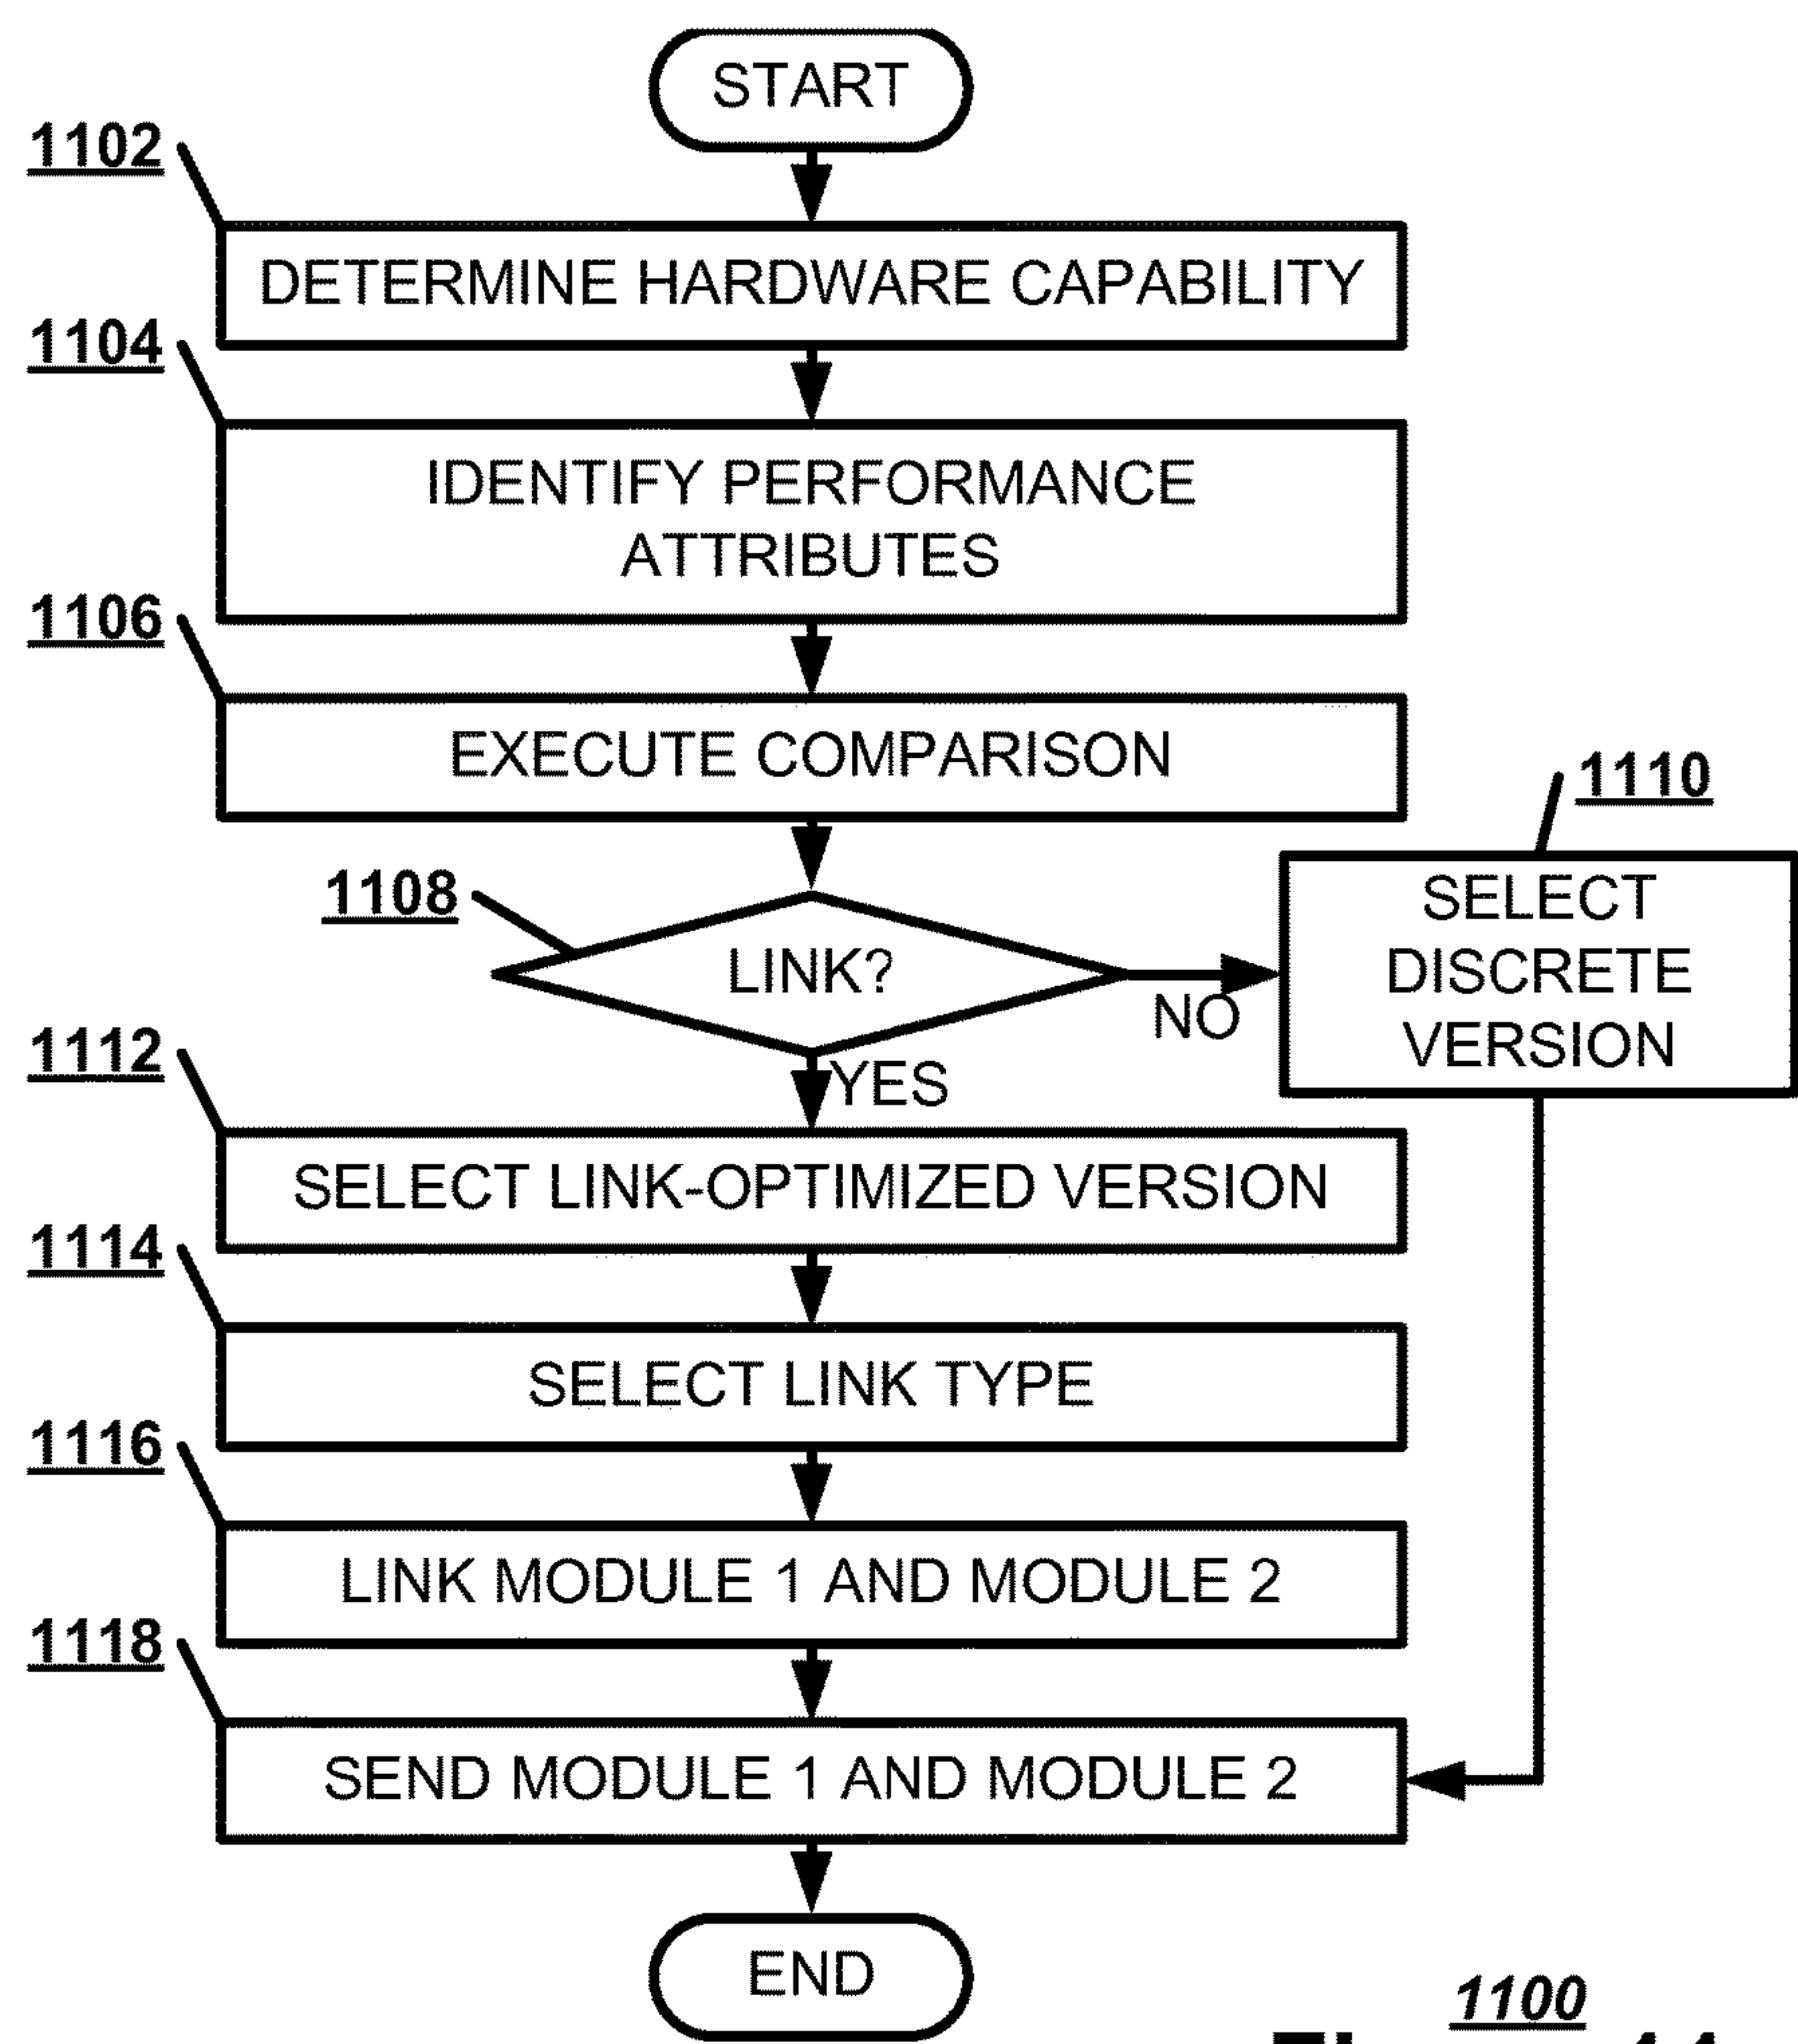 START
1102
DETERMINE HARDWARE CAPABILITY
1104
IDENTIFY PERFORMANCE
ATTRIBUTES
1106
EXECUTE COMPARISON
1110
SELECT
DISCRETE
VERSION
1108
LINK?
NO
YES
1112
SELECT LINK-OPTIMIZED VERSION
1114
SELECT LINK TYPE
1116
LINK MODULE 1 AND MODULE 2
1118
SEND MODULE 1 AND MODULE 2
END
1100